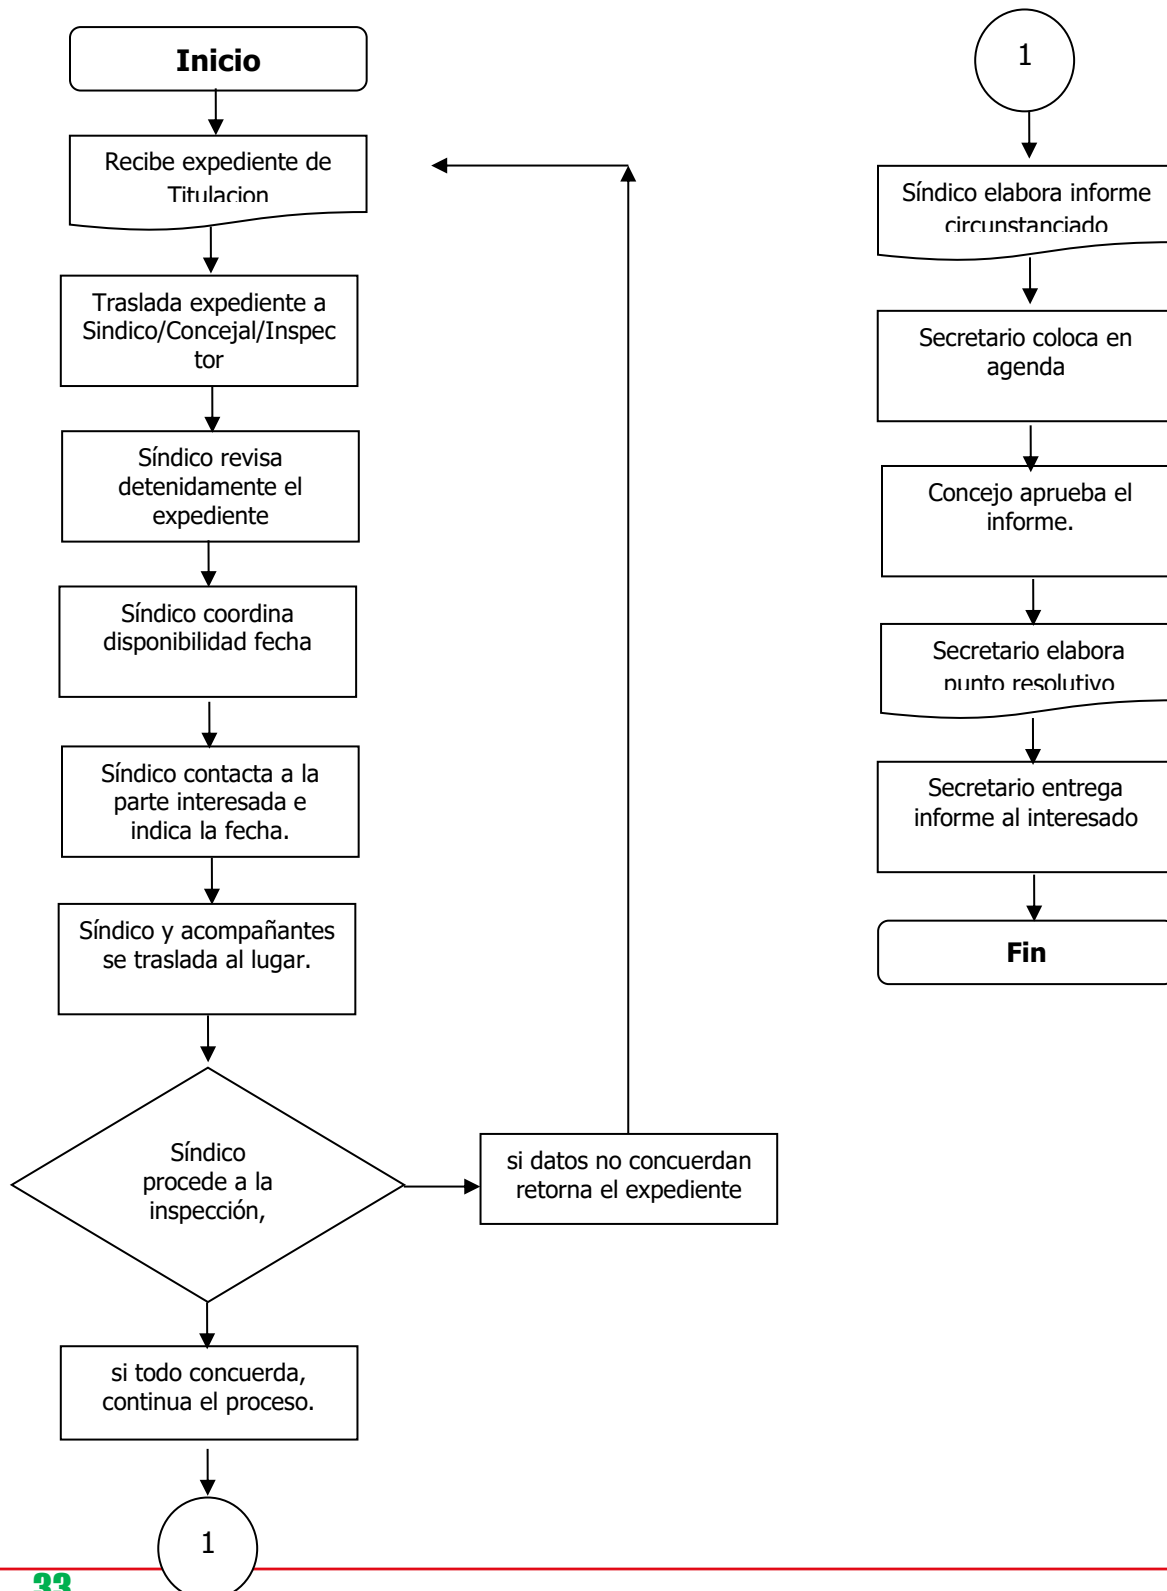 Inicio
Recibe expediente de
Titulacion
Traslada expediente a
Sindico/Concejal/Inspec
tor
Síndico revisa
detenidamente el
expediente
Síndico coordina
disponibilidad fecha
Síndico contacta a la
parte interesada e
indica la fecha.
Síndico y acompañantes
se traslada al lugar.
Síndico
procede a la
inspección,
si datos no concuerdan
retorna el expediente
si todo concuerda,
continua el proceso.
1
1
Síndico elabora informe
circunstanciado
Secretario coloca en
agenda
Concejo aprueba el
informe.
Secretario elabora
punto resolutivo
Secretario entrega
informe al interesado
Fin
33